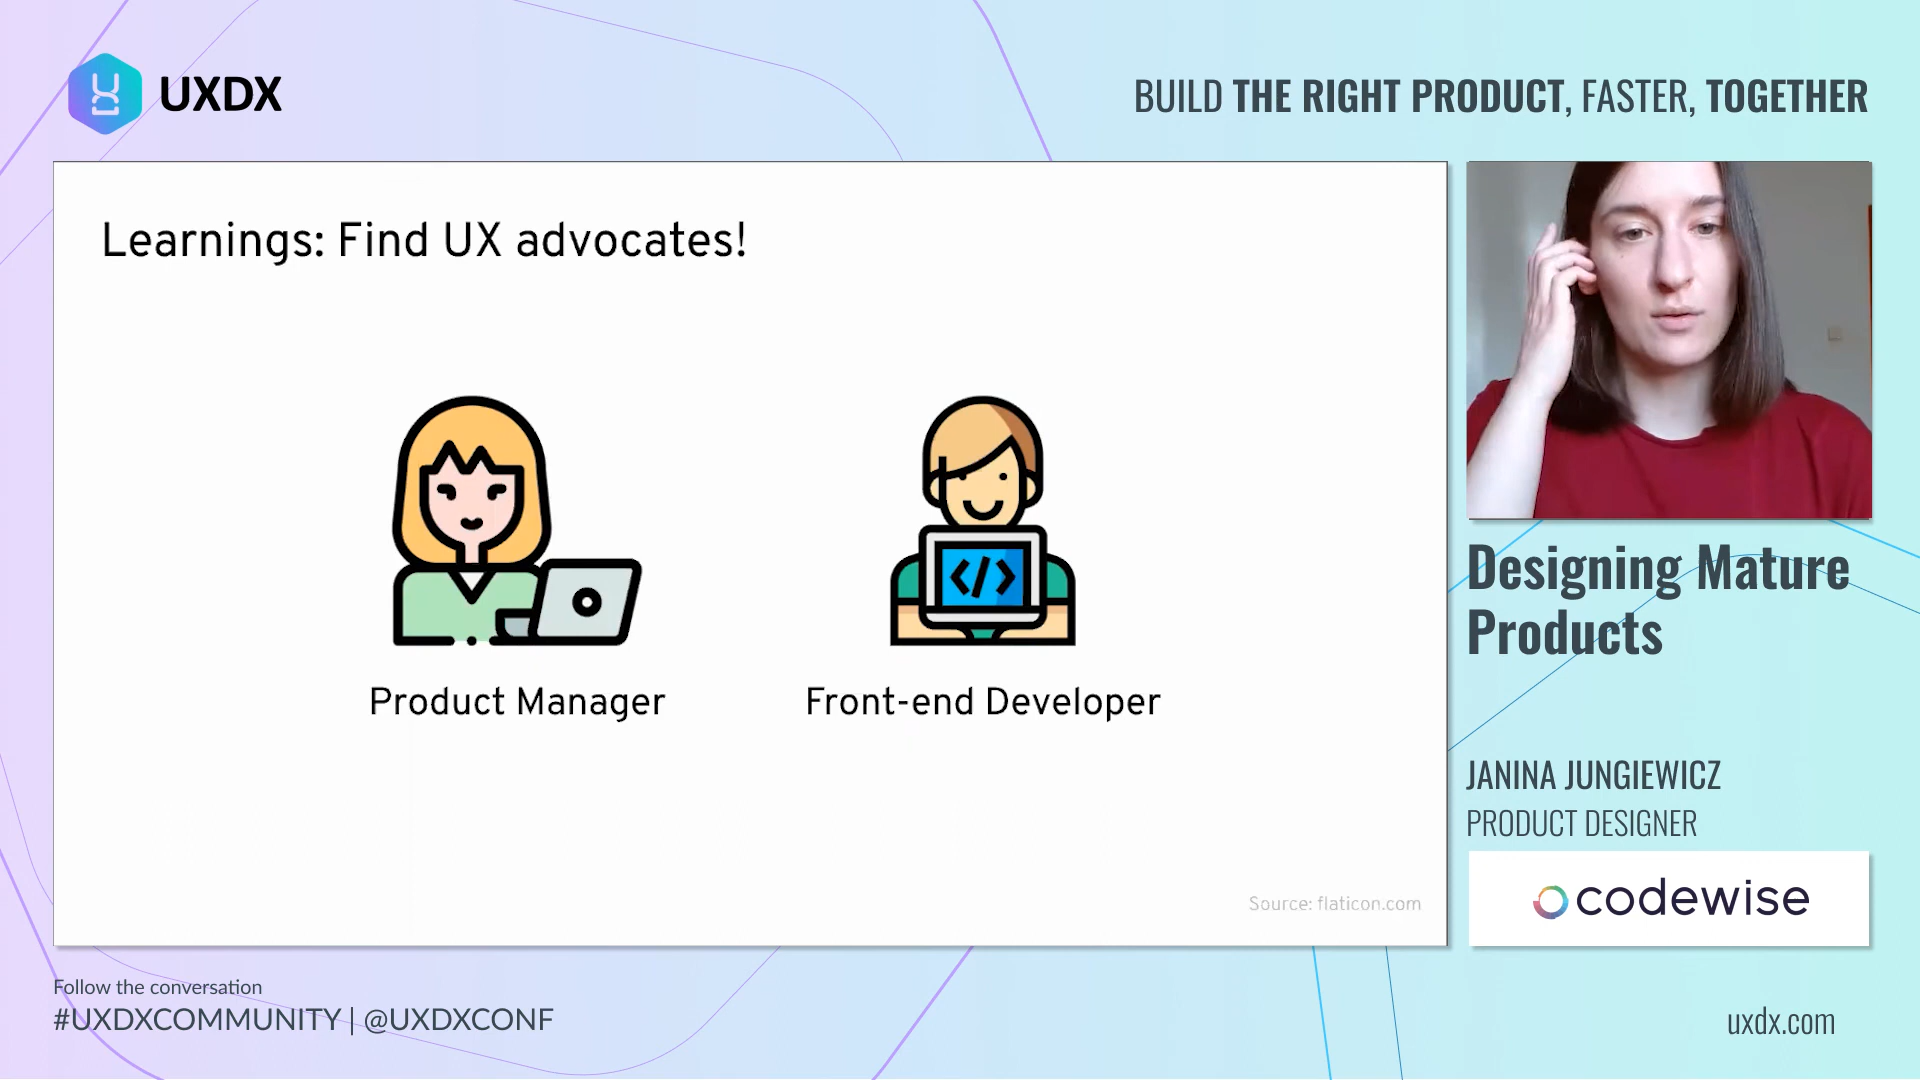 UXDX
BUILD THE RIGHT PRODUCT, FASTER, TOGETHER
Learnings: Find UX advocates!
</>
Product Manager
Front-end Developer
Source: flaticon.com
Designing Mature
Products
JANINA JUNGIEWICZ
PRODUCT DESIGNER
codewise
Follow the conversation
#UXDXCOMMUNITY | @UXDXCONF
uxdx.com